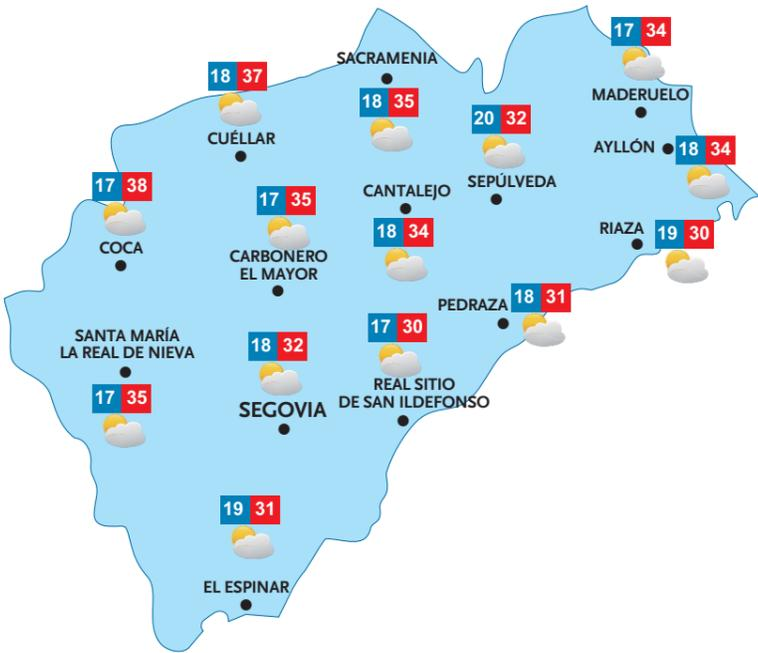 17 34
MADERUELO
SACRAMENIA
18 35
18 37
CUÉLLAR
20 32
SEPÚLVEDA
AYLLÓN
18 34
17 38
COCA
17 35
CARBONERO
EL MAYOR
CANTALEJO
18 34
RIAZA
19 30
PEDRAZA
18 31
SANTA MARÍA
LA REAL DE NIEVA
17 35
18 32
SEGOVIA
17 30
REAL SITIO
DE SAN ILDEFONSO
19 31
EL ESPINAR